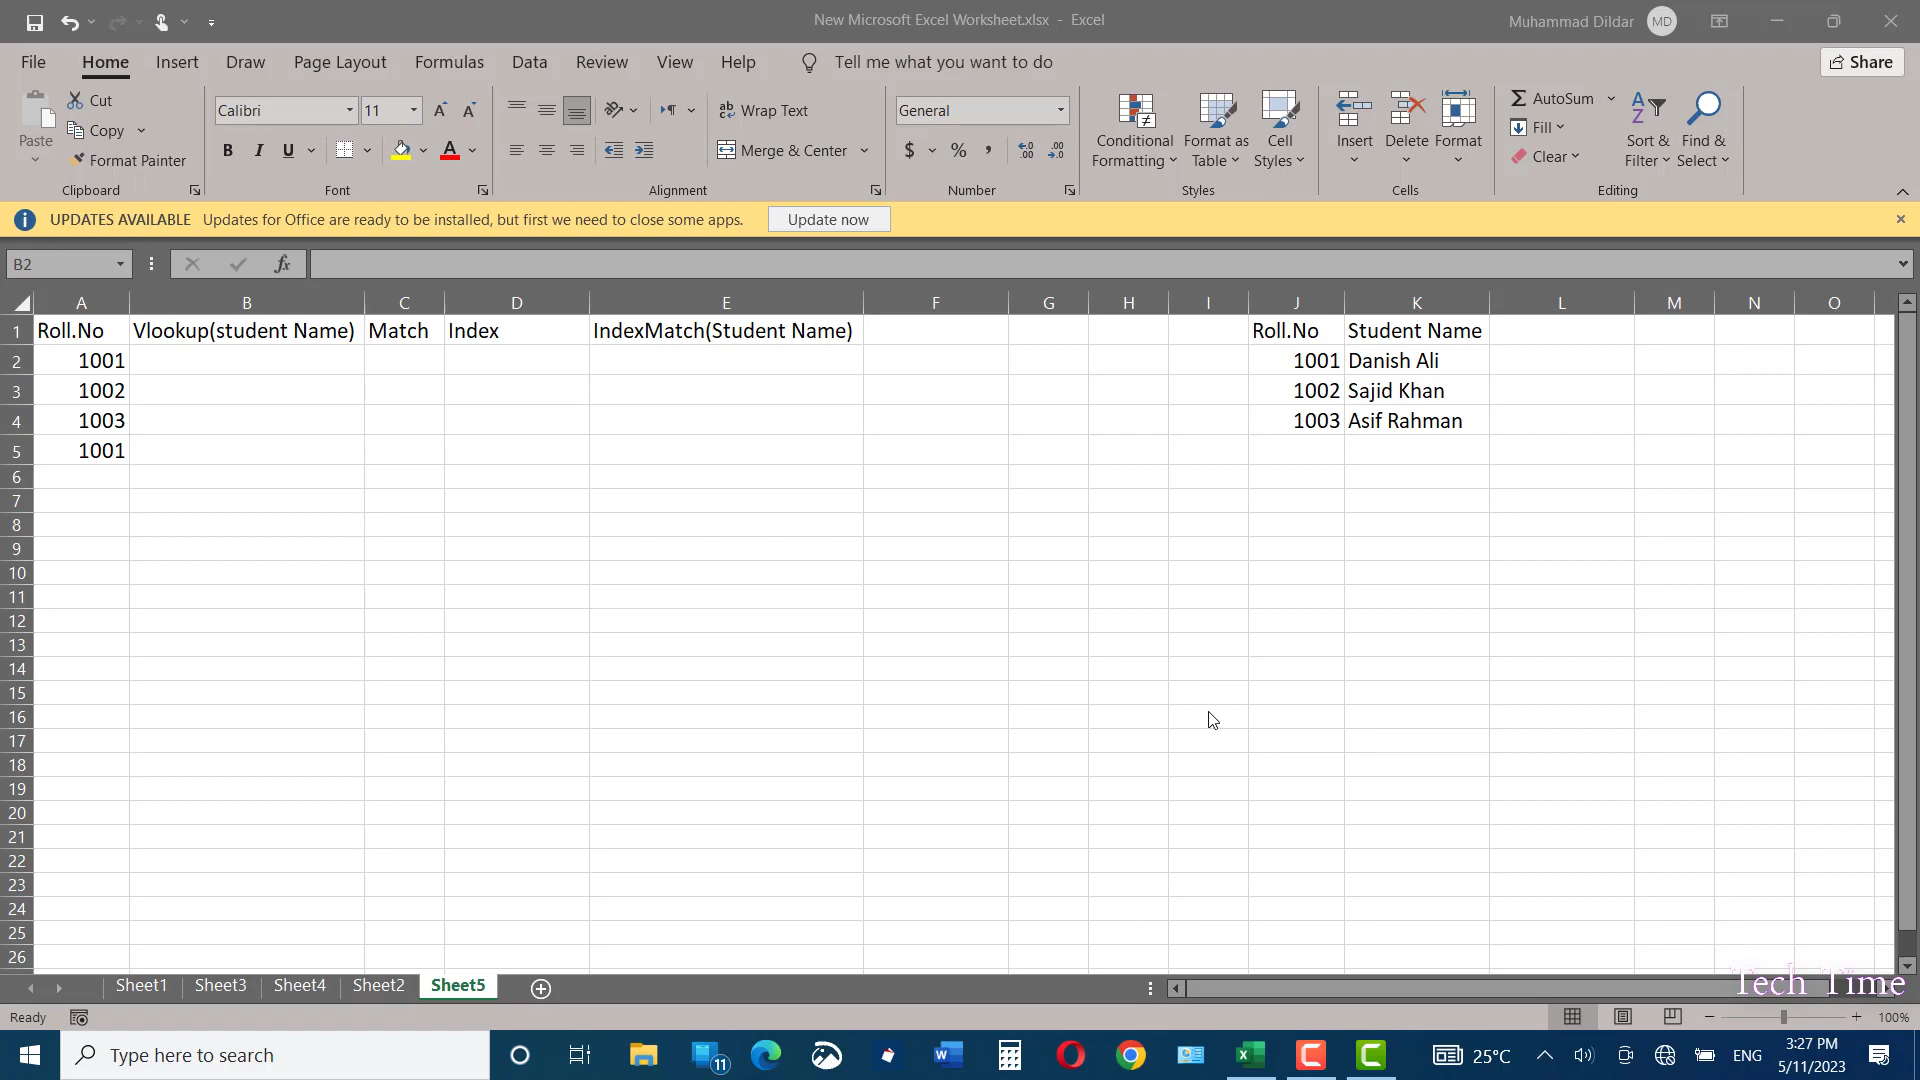 New Microsoft Excel Worksheet.xlsx - Excel
Muhammad Dildar MD
File Home Insert Draw Page Layout Formulas Data Review View Help Tell me what you want to do Share
Paste
Cut
Copy
Format Painter
Clipboard
Calibri 11
B I U A
Font
Wrap Text
Merge & Center
Alignment
General
$ % ,
Number
Conditional Formatting
Format as Table
Cell Styles
Styles
Insert Delete Format
Cells
AutoSum
Fill
Clear
Sort & Filter
Find & Select
Editing
UPDATES AVAILABLE Updates for Office are ready to be installed, but first we need to close some apps. Update now
B2 fx
A B C D E F G H I J K L M N O
1 Roll.No Vlookup(student Name) Match Index IndexMatch(Student Name) Roll.No Student Name
2 1001 1001 Danish Ali
3 1002 1002 Sajid Khan
4 1003 1003 Asif Rahman
5 1001
6
7
8
9
10
11
12
13
14
15
16
17
18
19
20
21
22
23
24
25
26
Sheet1 Sheet3 Sheet4 Sheet2 Sheet5
Tech Time
Ready 100%
Type here to search
11
25°C ENG
3:27 PM
5/11/2023